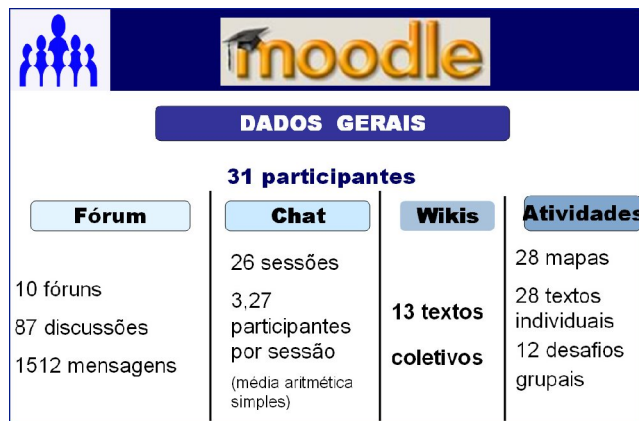 moodle
DADOS GERAIS
31 participantes
Fórum
10 fóruns
87 discussões
1512 mensagens
Chat
26 sessões
3,27
participantes
por sessão
(média aritmética
simples)
Wikis
13 textos
coletivos
Atividades
28 mapas
28 textos
individuais
12 desafios
grupais